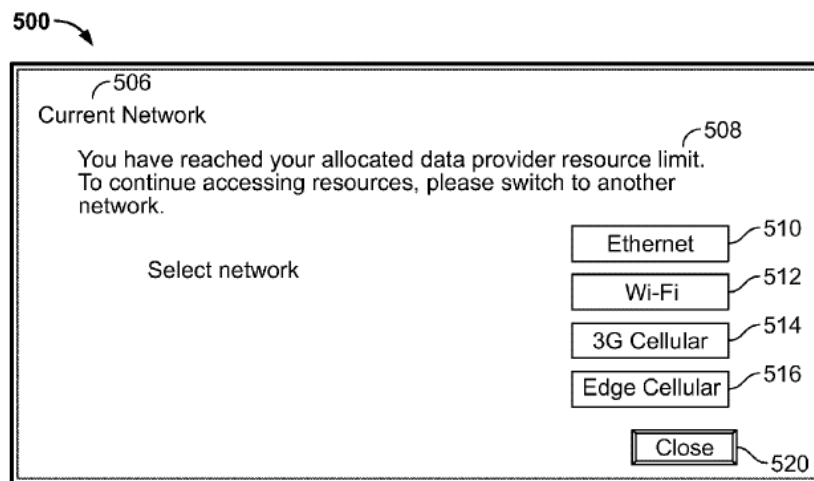 500
506
Current Network
508
You have reached your allocated data provider resource limit.
To continue accessing resources, please switch to another
network.
Select network
Ethernet
510
Wi-Fi
512
3G Cellular
514
Edge Cellular
516
Close
520